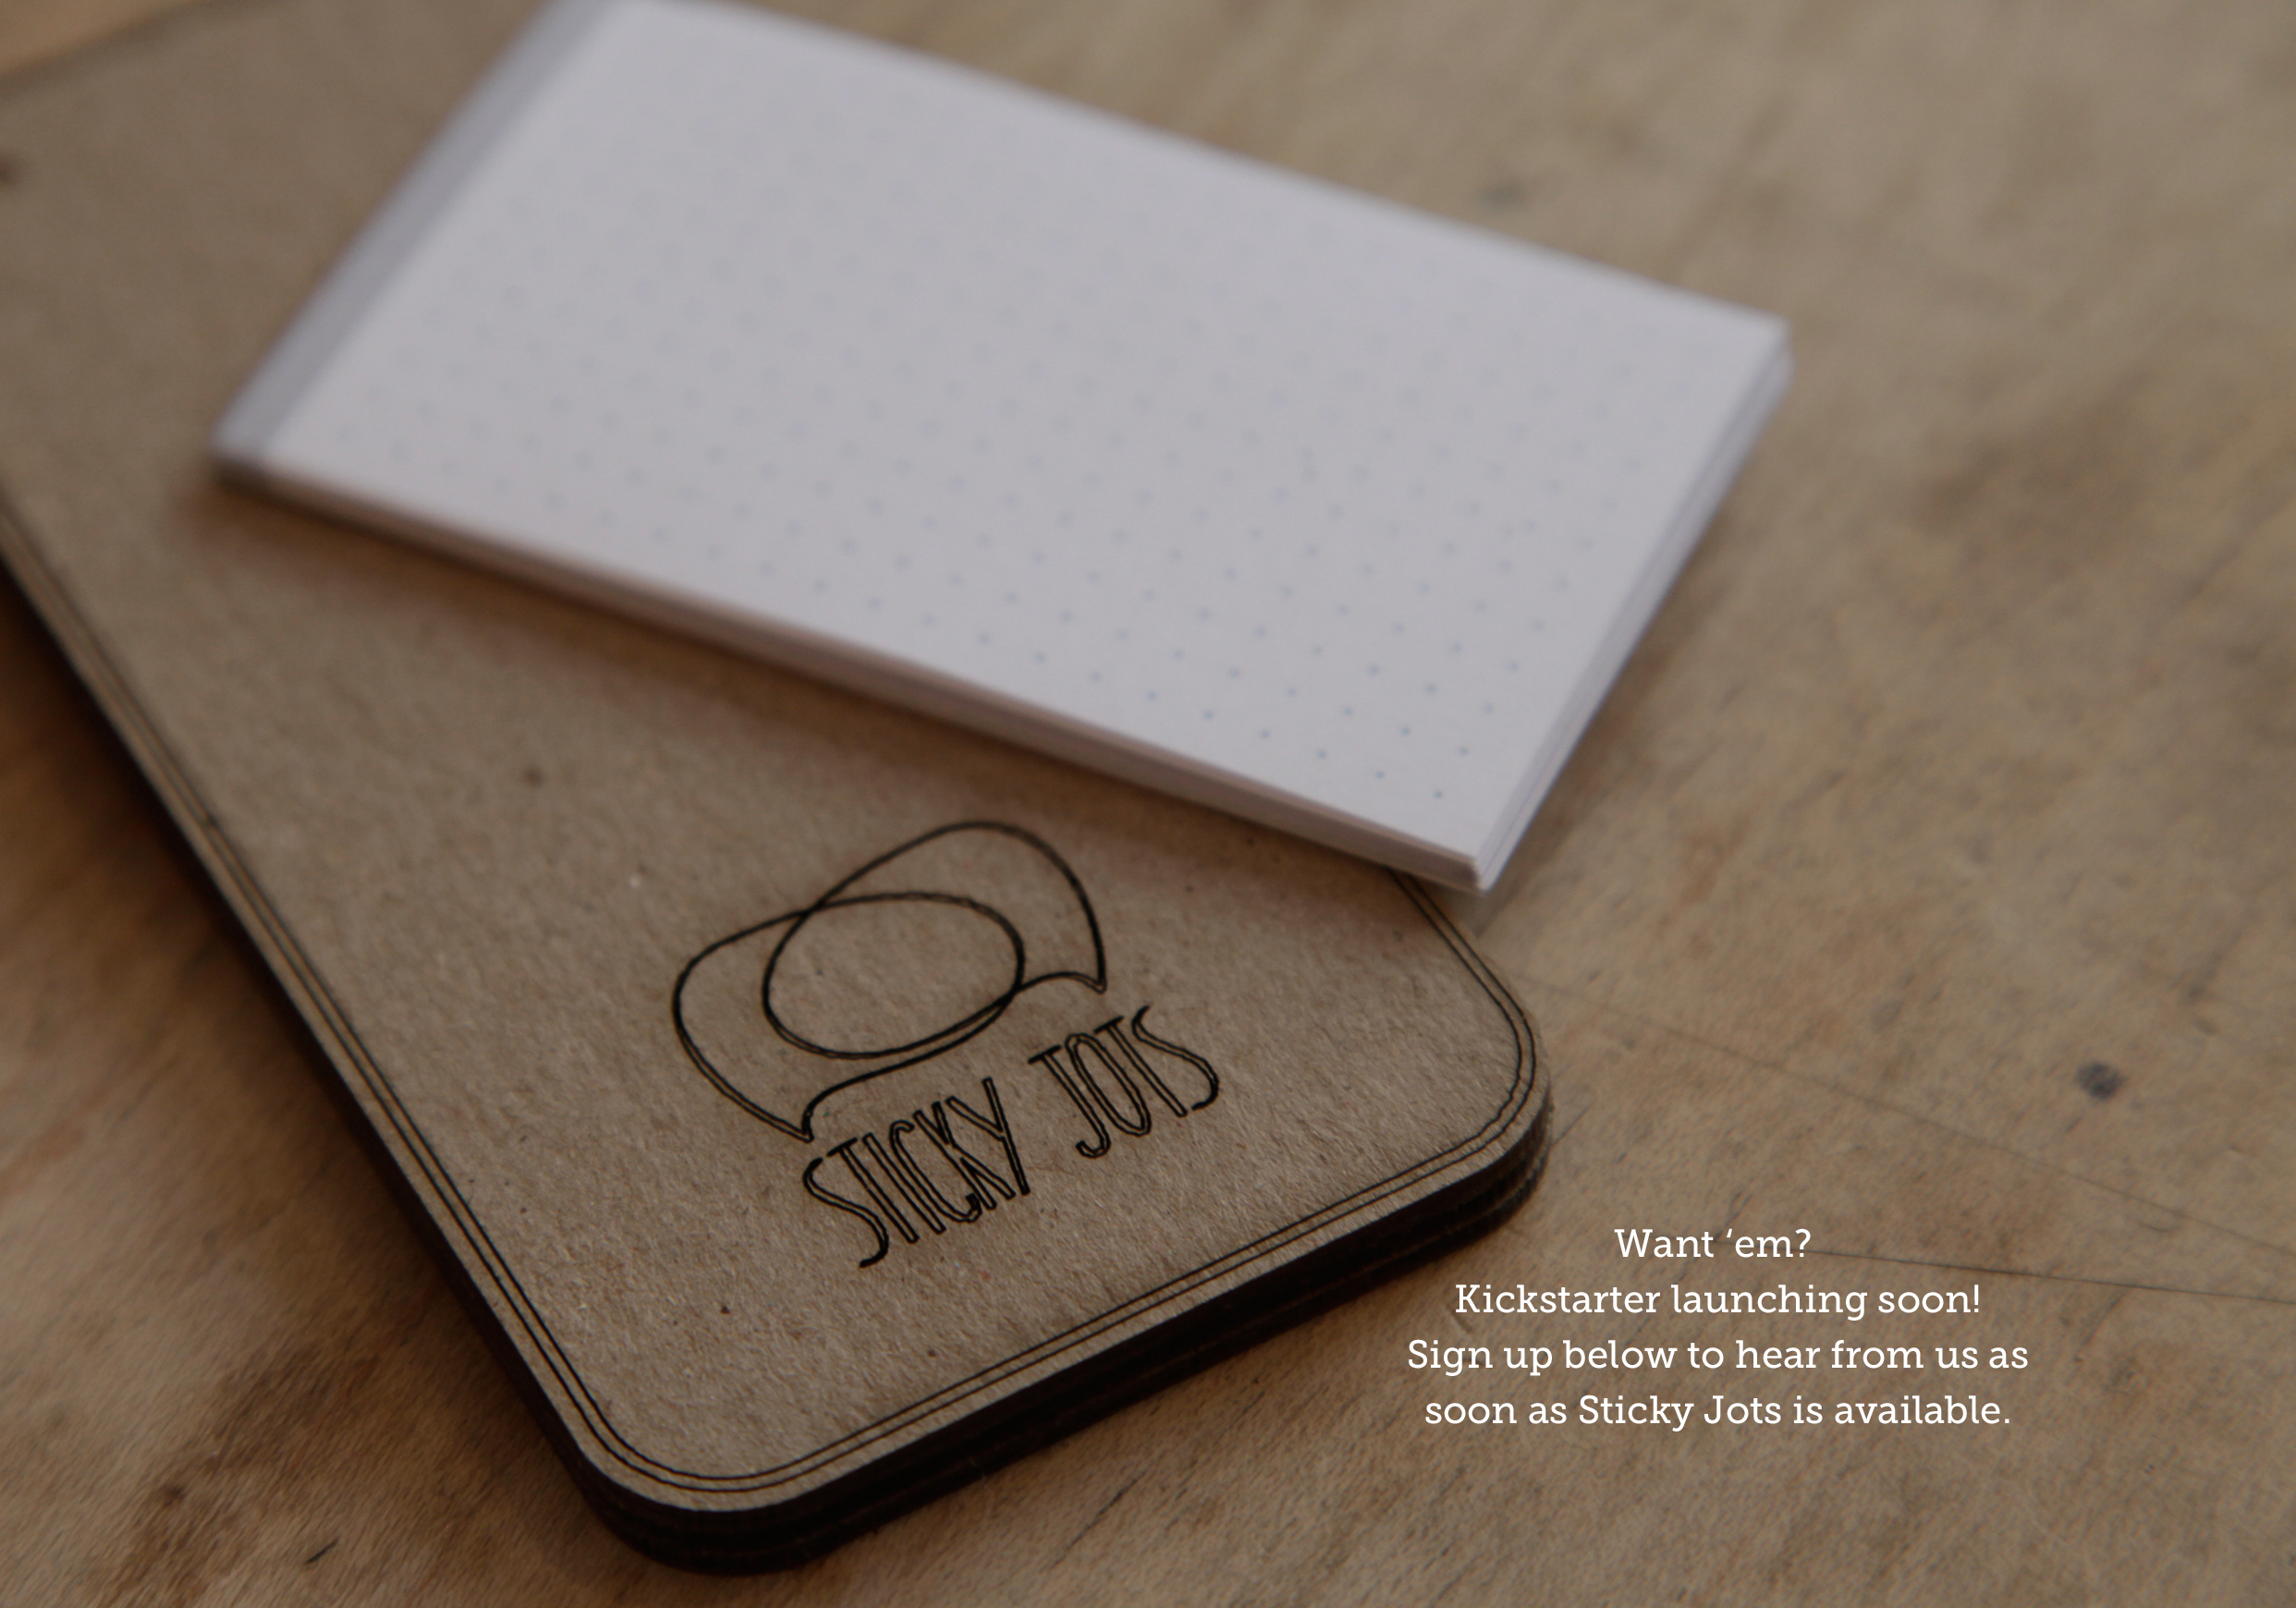 STICKY JOTS
Want ‘em?
Kickstarter launching soon!
Sign up below to hear from us as
soon as Sticky Jots is available.